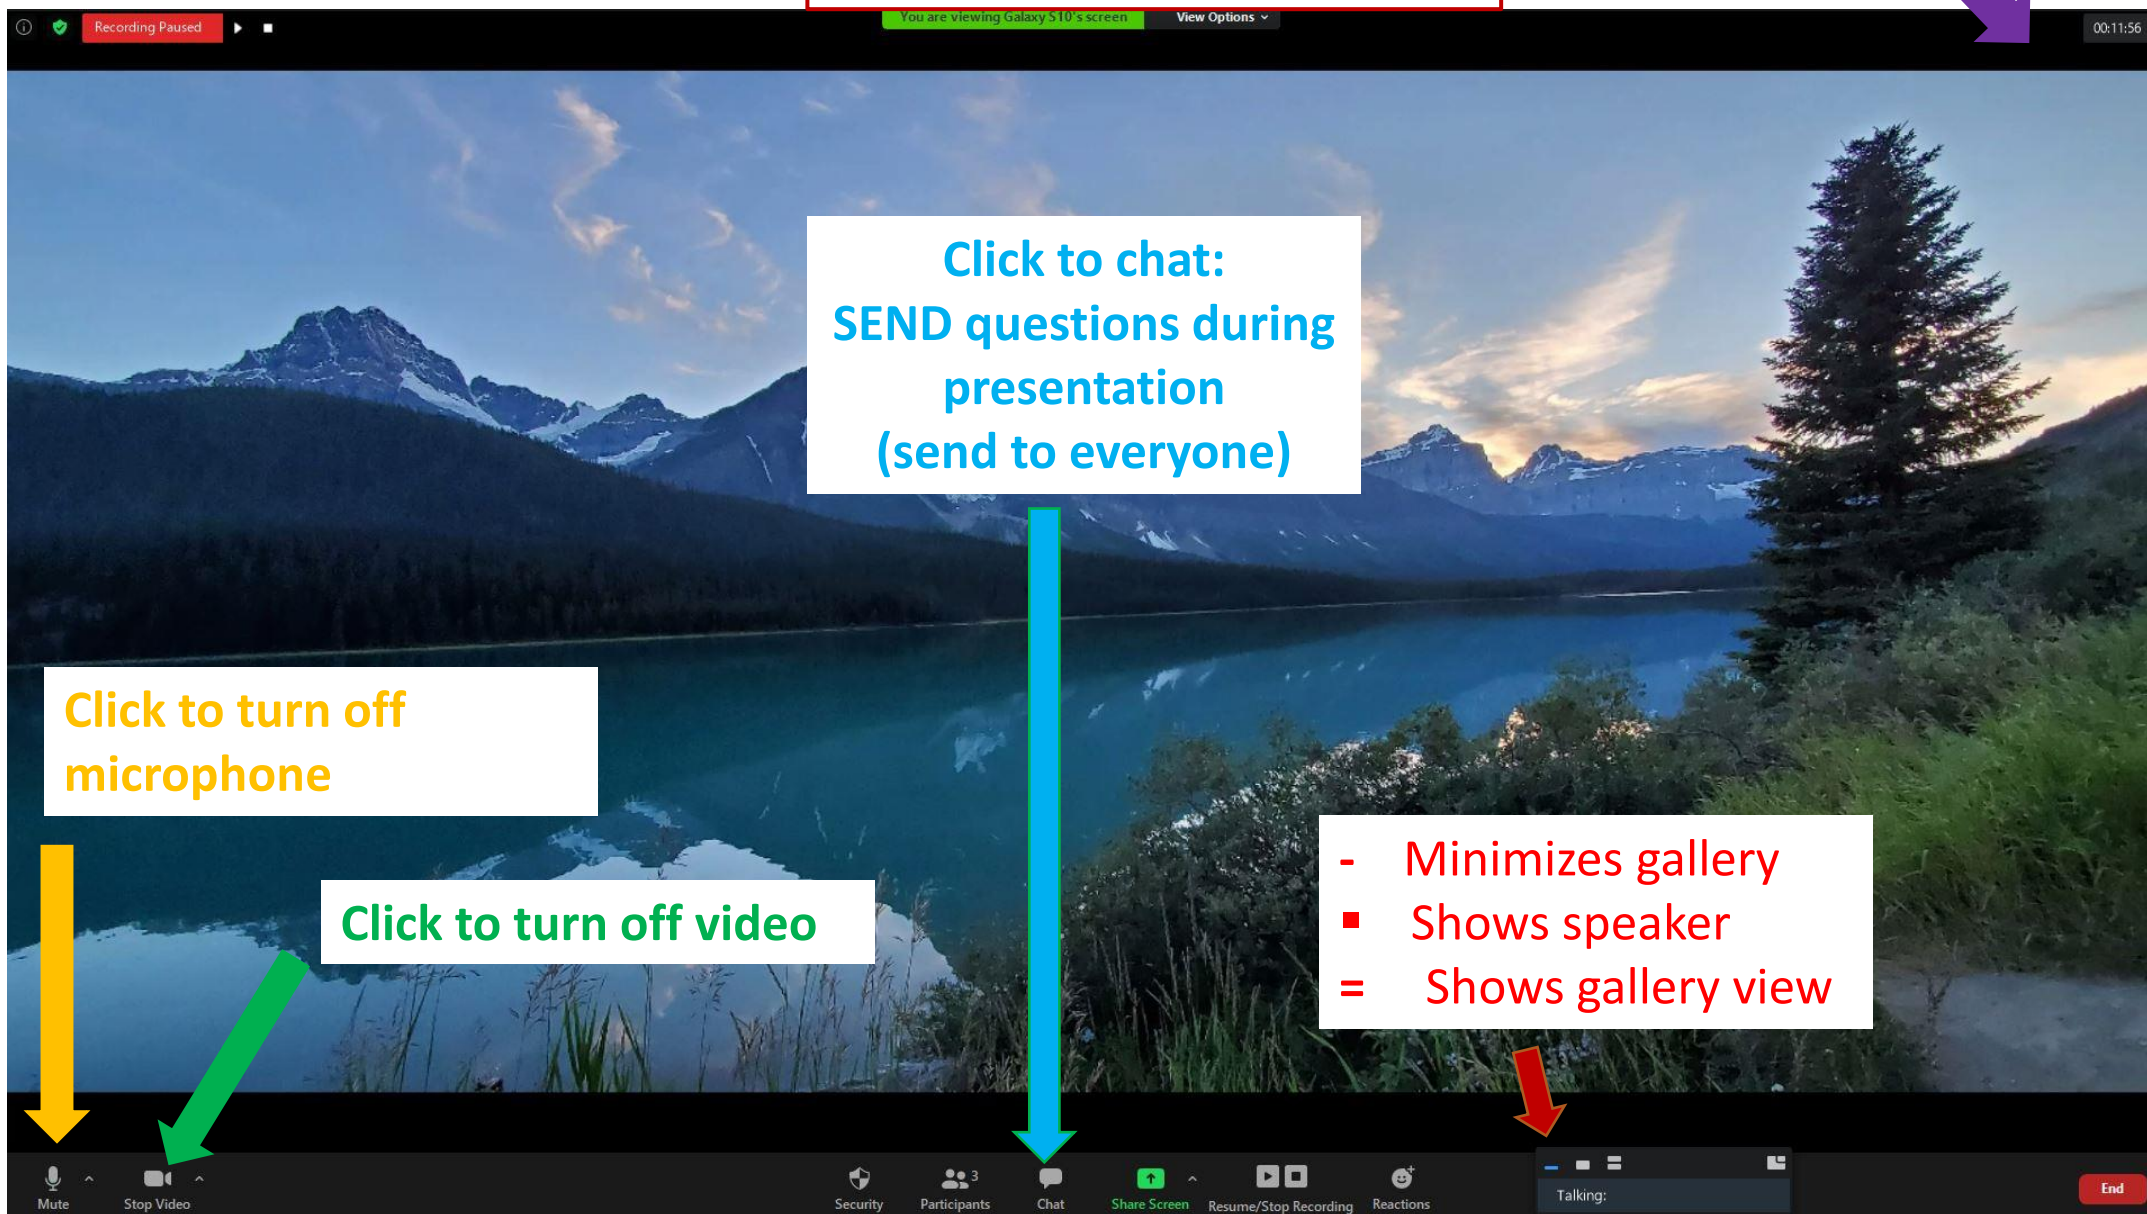 Recording Paused
You are viewing Galaxy S10's screen
View Options
00:11:56
Click to chat:
SEND questions during
presentation
(send to everyone)
Click to turn off
microphone
Click to turn off video
- Minimizes gallery
▪ Shows speaker
= Shows gallery view
Mute
Stop Video
Security
Participants
3
Chat
Share Screen
Resume/Stop Recording
Reactions
Talking:
End